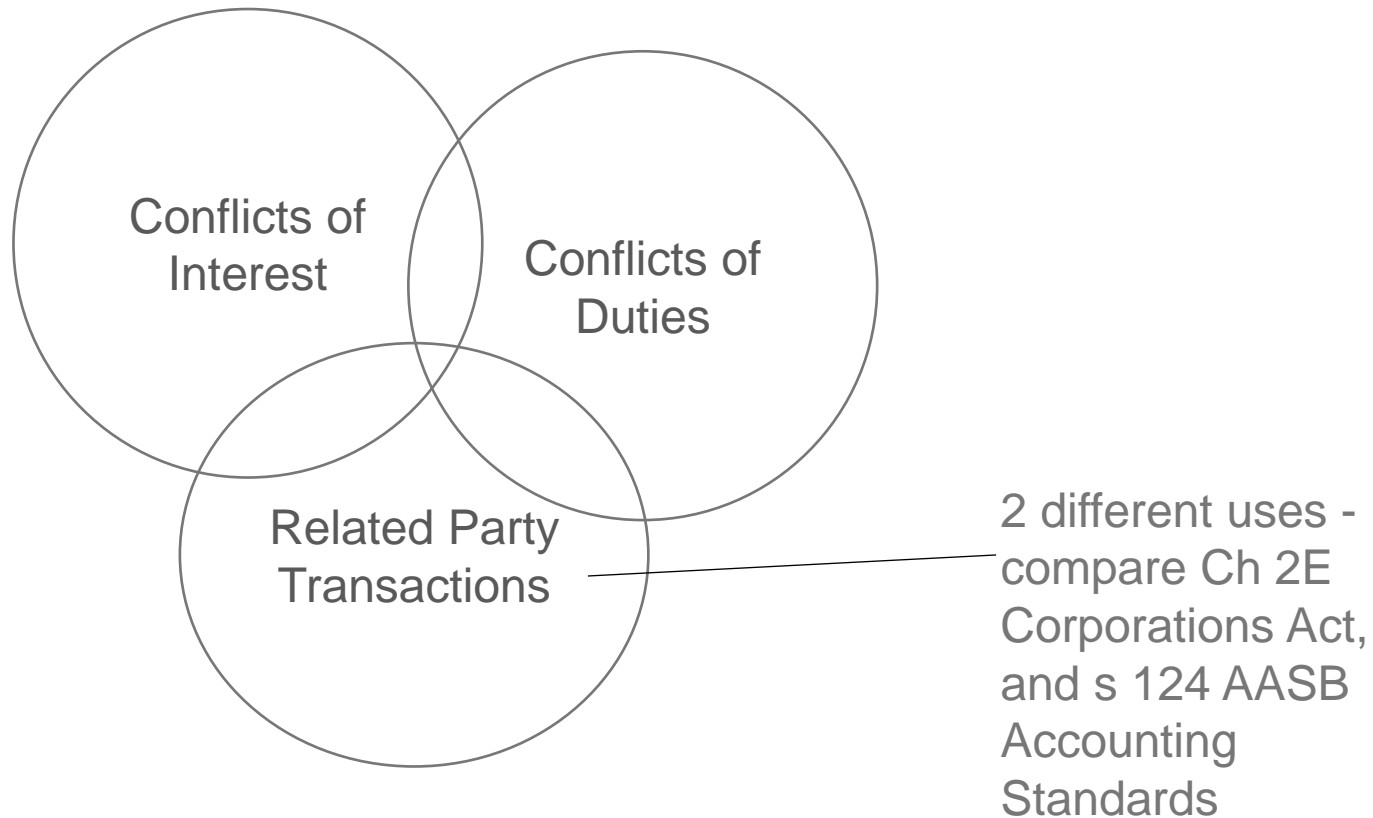 Conflicts of
Interest
Conflicts of
Duties
Related Party
Transactions
2 different uses -
compare Ch 2E
Corporations Act,
and s 124 AASB
Accounting
Standards